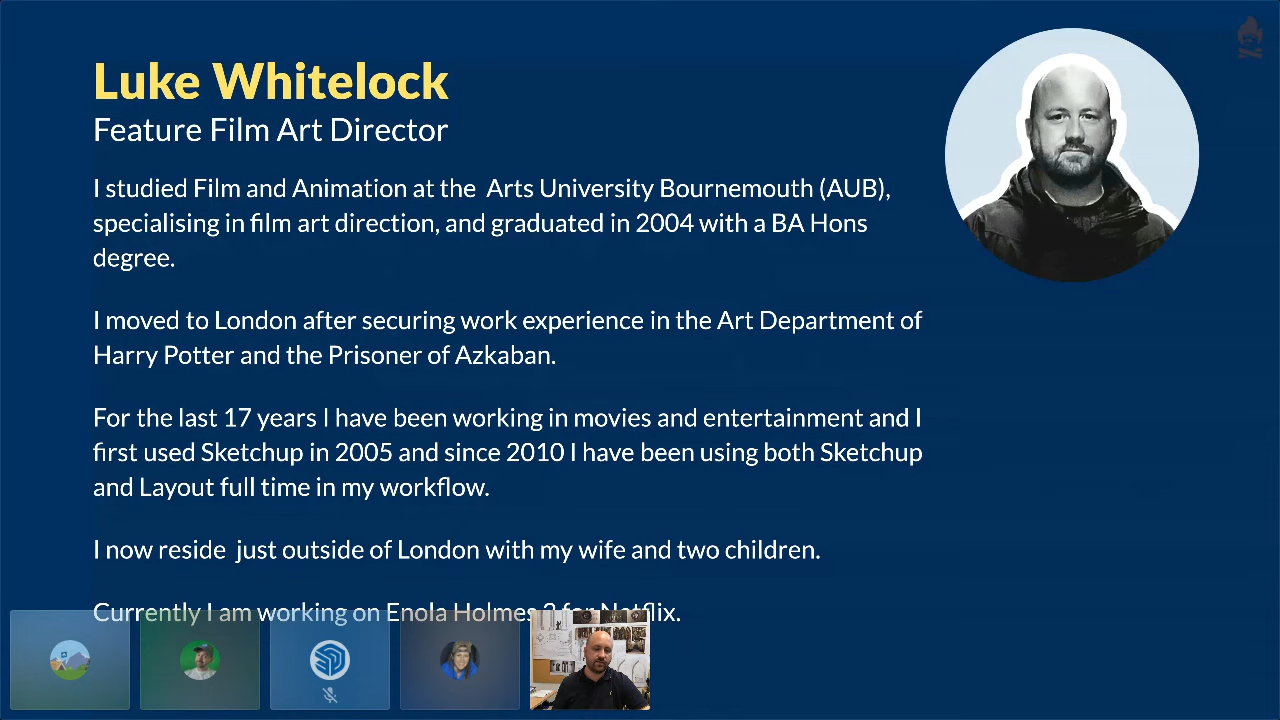 Luke Whitelock
Feature Film Art Director
I studied Film and Animation at the Arts University Bournemouth (AUB),
specialising in film art direction, and graduated in 2004 with a BA Hons
degree.
I moved to London after securing work experience in the Art Department of
Harry Potter and the Prisoner of Azkaban.
For the last 17 years I have been working in movies and entertainment and I
first used Sketchup in 2005 and since 2010 I have been using both Sketchup
and Layout full time in my workflow.
I now reside just outside of London with my wife and two children.
Currently I am working on Enola Holmes 2 for Netflix.